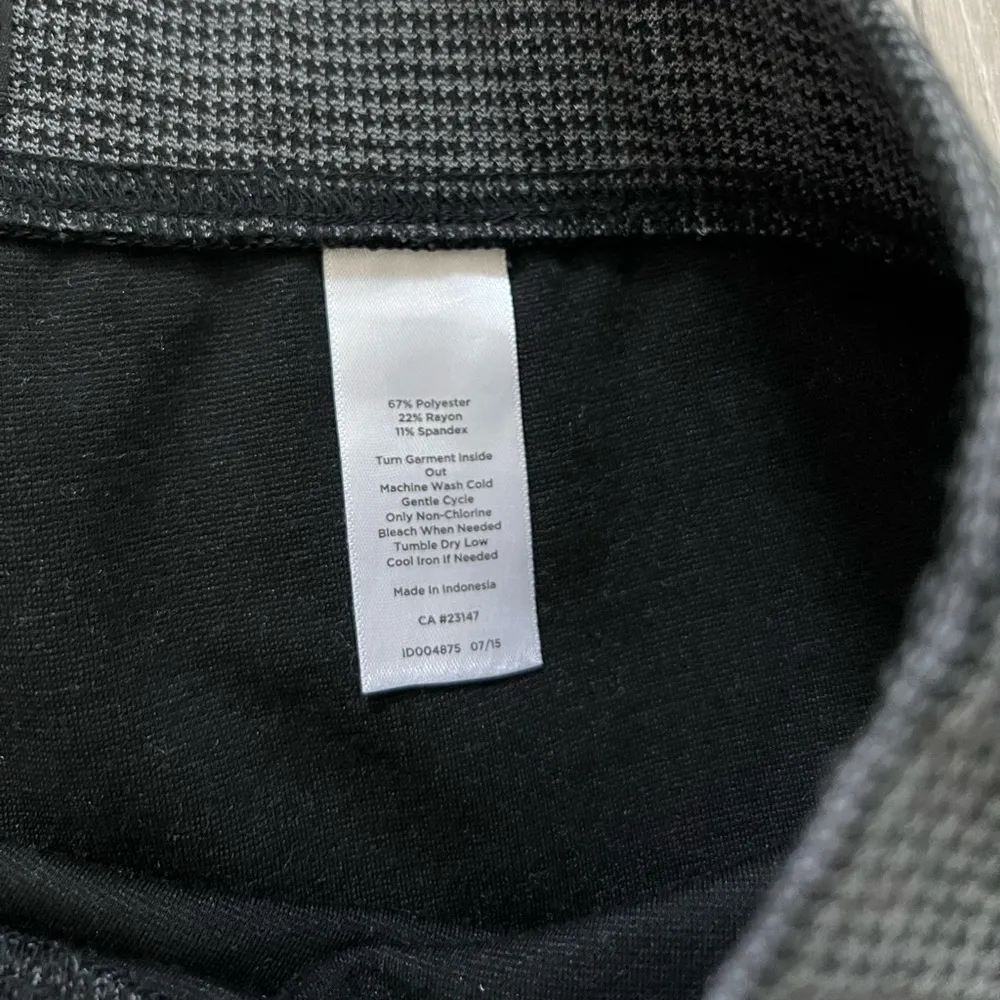 67% Polyester
22% Rayon
11% Spandex
Turn Garment Inside
Out
Machine Wash Cold
Gentle Cycle
Only Non-Chlorine
Bleach When Needed
Tumble Dry Low
Cool Iron If Needed
Made In Indonesia
CA #23147
ID004875 07/15